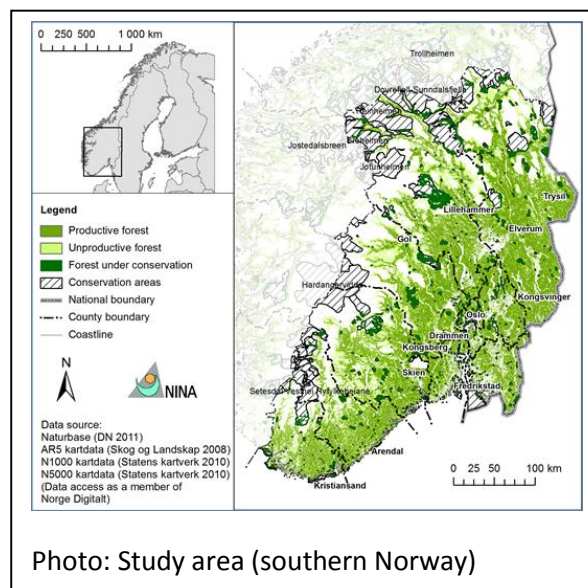 0 500 1 000 km
Legend
Productive forest
Unproductive forest
Forest under conservation
Conservation areas
National boundary
County boundary
Coastline
N
NINA
Data source:
Naturbase (DN 2011)
AR5 kartdata (Skog og Landskap 2008)
N1000 kartdata (Statens kartverk 2010)
N5000 kartdata (Statens kartverk 2010)
(Data access as a member of
Norge Digitalt)
Trollheimen
Dovrefjell-Sunndalsfjella
Reinheimen
Jostedalsbreen
Jotunheimen
Trysil
Lillehammer
Elverum
Gol
Hardangervidda
Kongsvinger
Oslo
Drammen
Kongsberg
Skien
Fredrikstad
Arendal
Kristiansand
0 50 100 km
Photo: Study area (southern Norway)